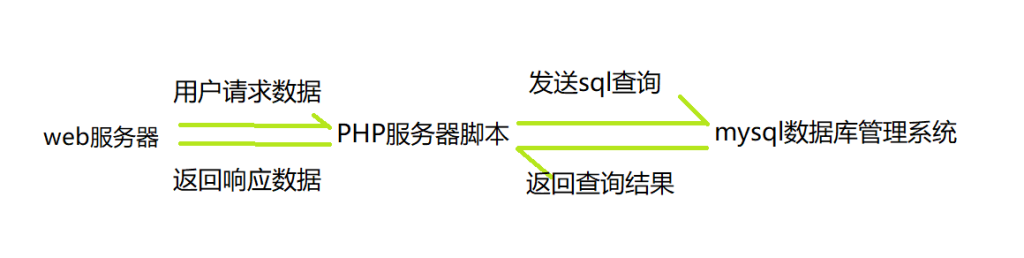 用户请求数据
发送sql查询
web服务器
PHP服务器脚本
mysql数据库管理系统
返回响应数据
返回查询结果